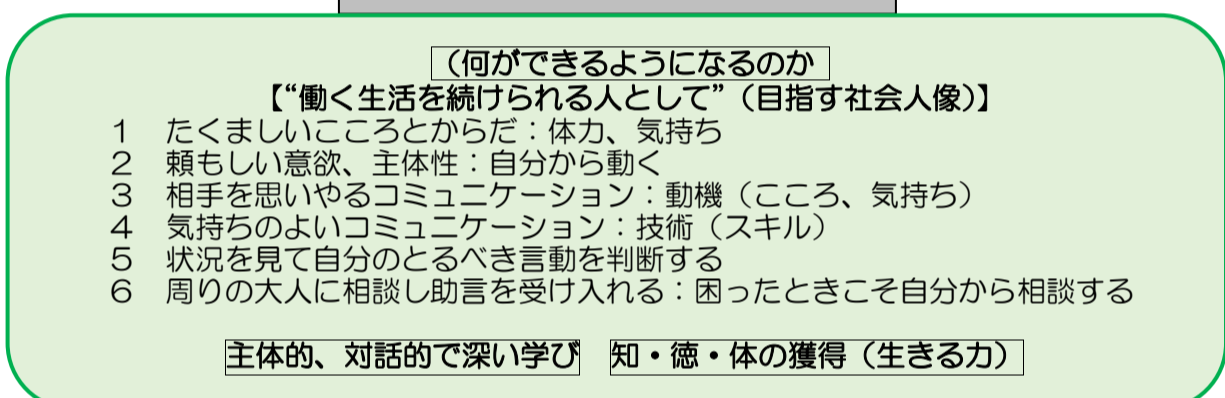 （何ができるようになるのか
【“働く生活を続けられる人として”（目指す社会人像）】
１　たくましいこころとからだ：体力、気持ち
２　頼もしい意欲、主体性：自分から動く
３　相手を思いやるコミュニケーション：動機（こころ、気持ち）
４　気持ちのよいコミュニケーション：技術（スキル）
５　状況を見て自分のとるべき言動を判断する
６　周りの大人に相談し助言を受け入れる：困ったときこそ自分から相談する
主体的、対話的で深い学び　知・徳・体の獲得（生きる力）